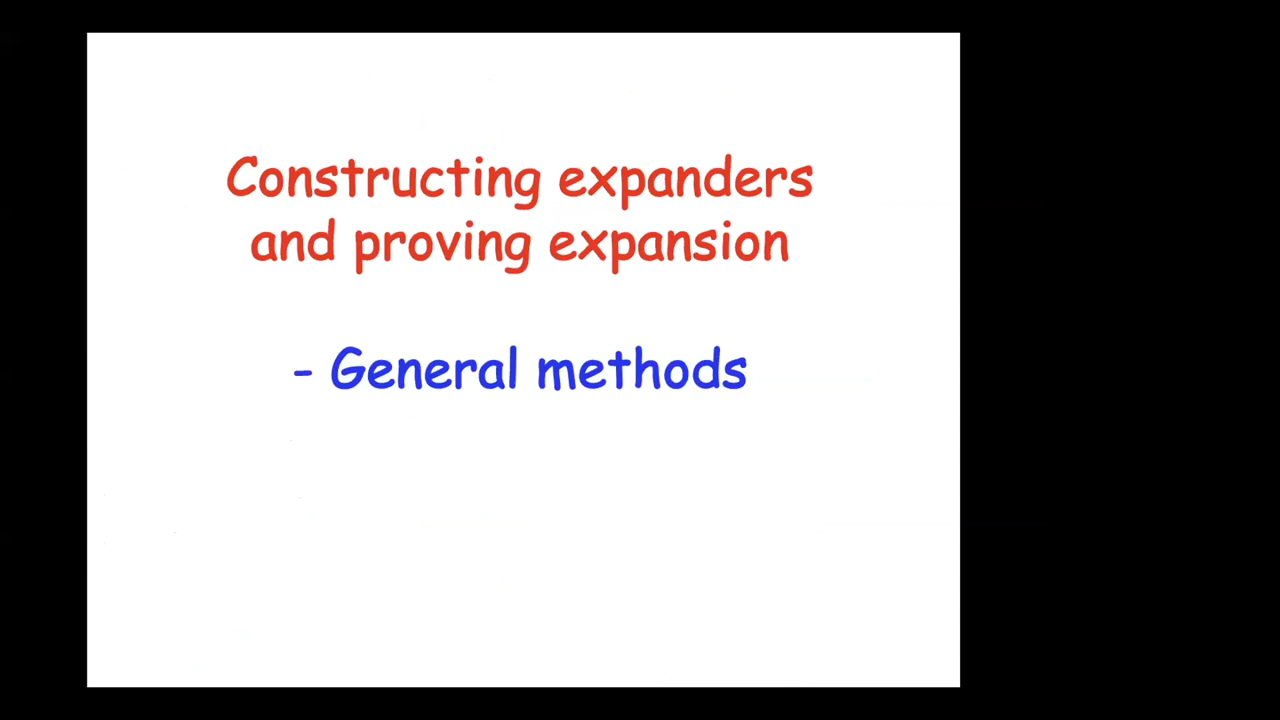 Constructing expanders
and proving expansion
- General methods